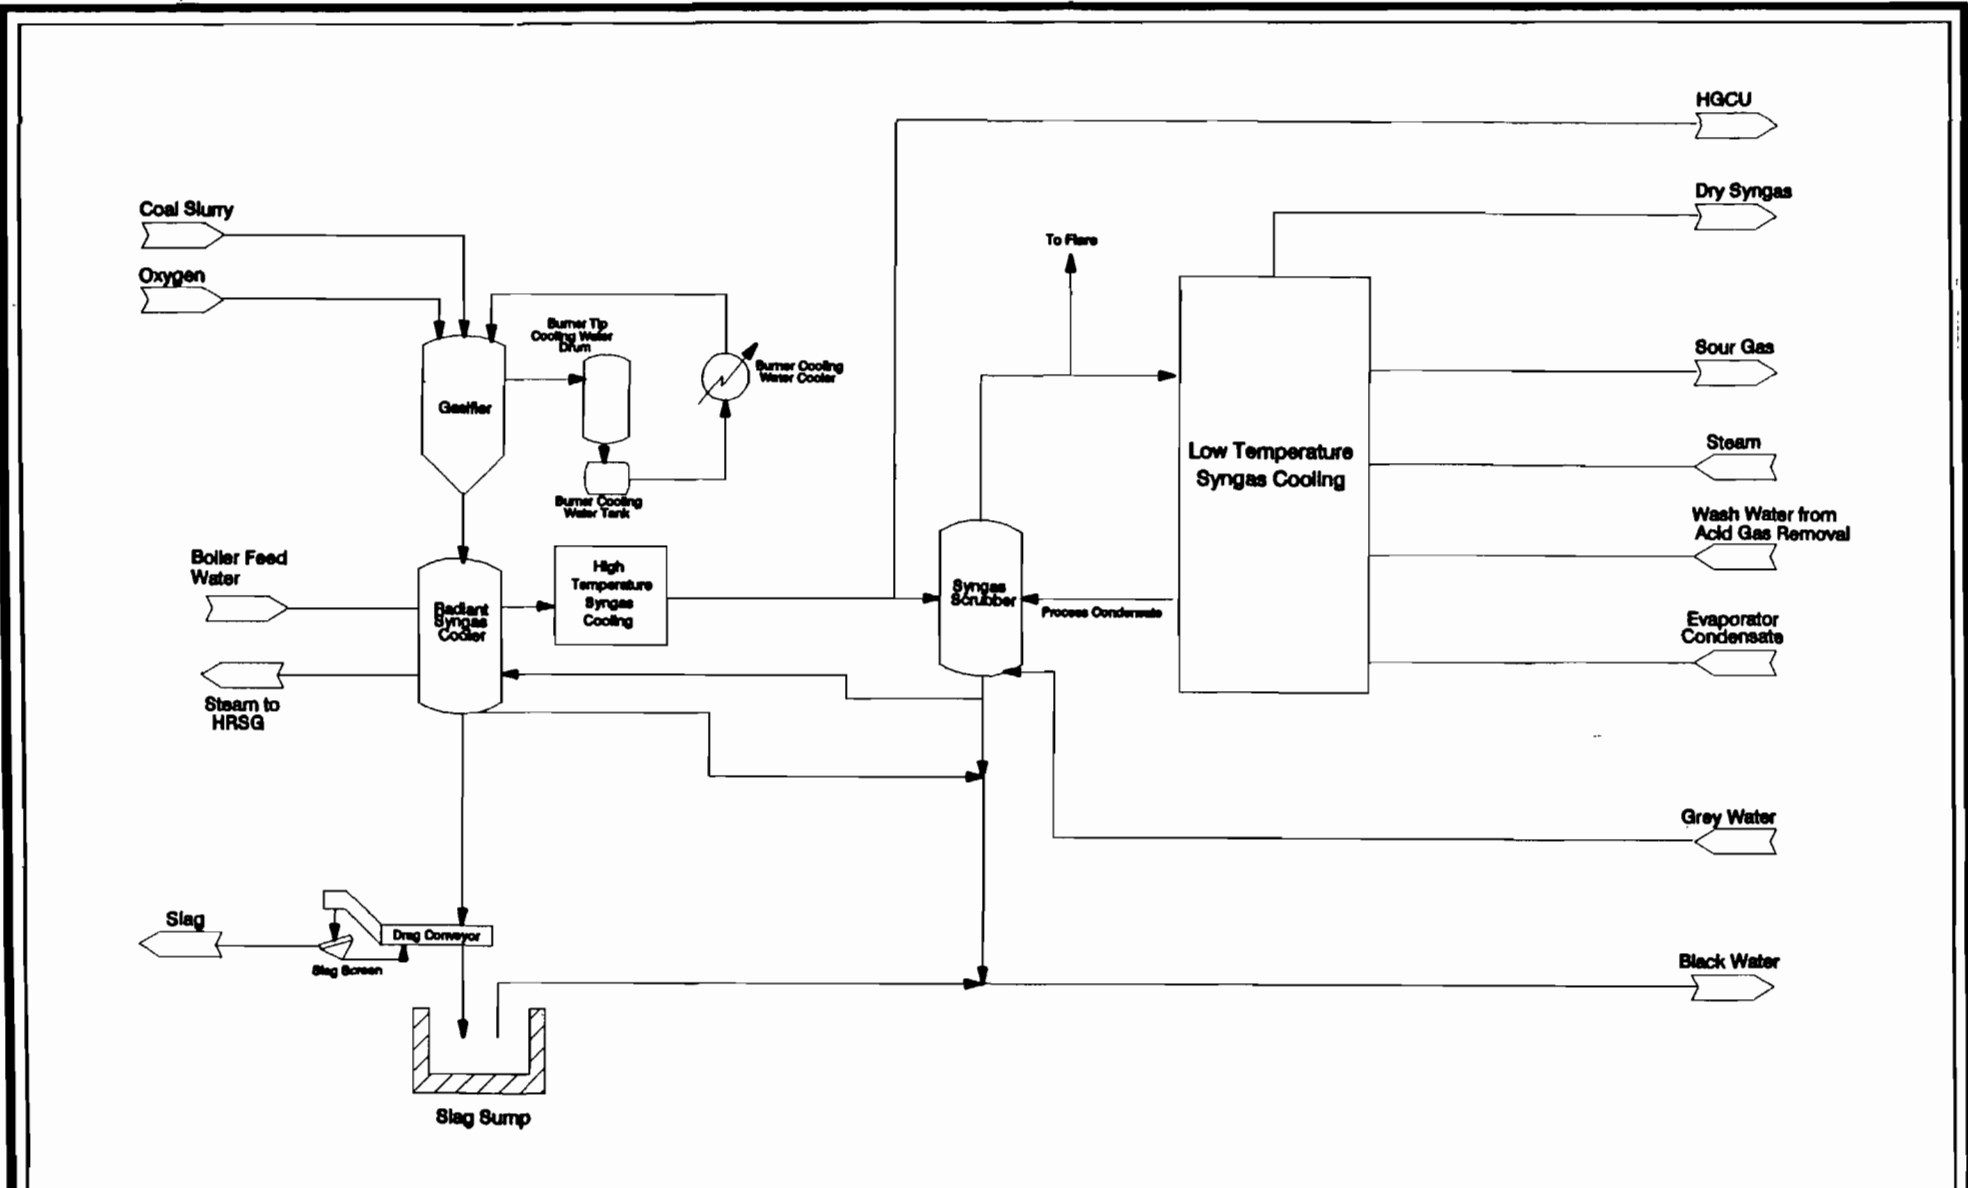 HGCU
Dry Syngas
Coal Slurry
To Flare
Oxygen
Burner Tip
Cooling Water
Drum
Burner Cooling
Water Cooler
Sour Gas
Gasifier
Low Temperature
Syngas Cooling
Steam
Burner Cooling
Water Tank
Wash Water from
Acid Gas Removal
Boiler Feed
Water
High
Temperature
Syngas
Cooling
Radiant
Syngas
Cooler
Syngas
Scrubber
Process Condensate
Evaporator
Condensate
Steam to
HRSG
Grey Water
Slag
Drag Conveyor
Slag Screen
Black Water
Slag Sump